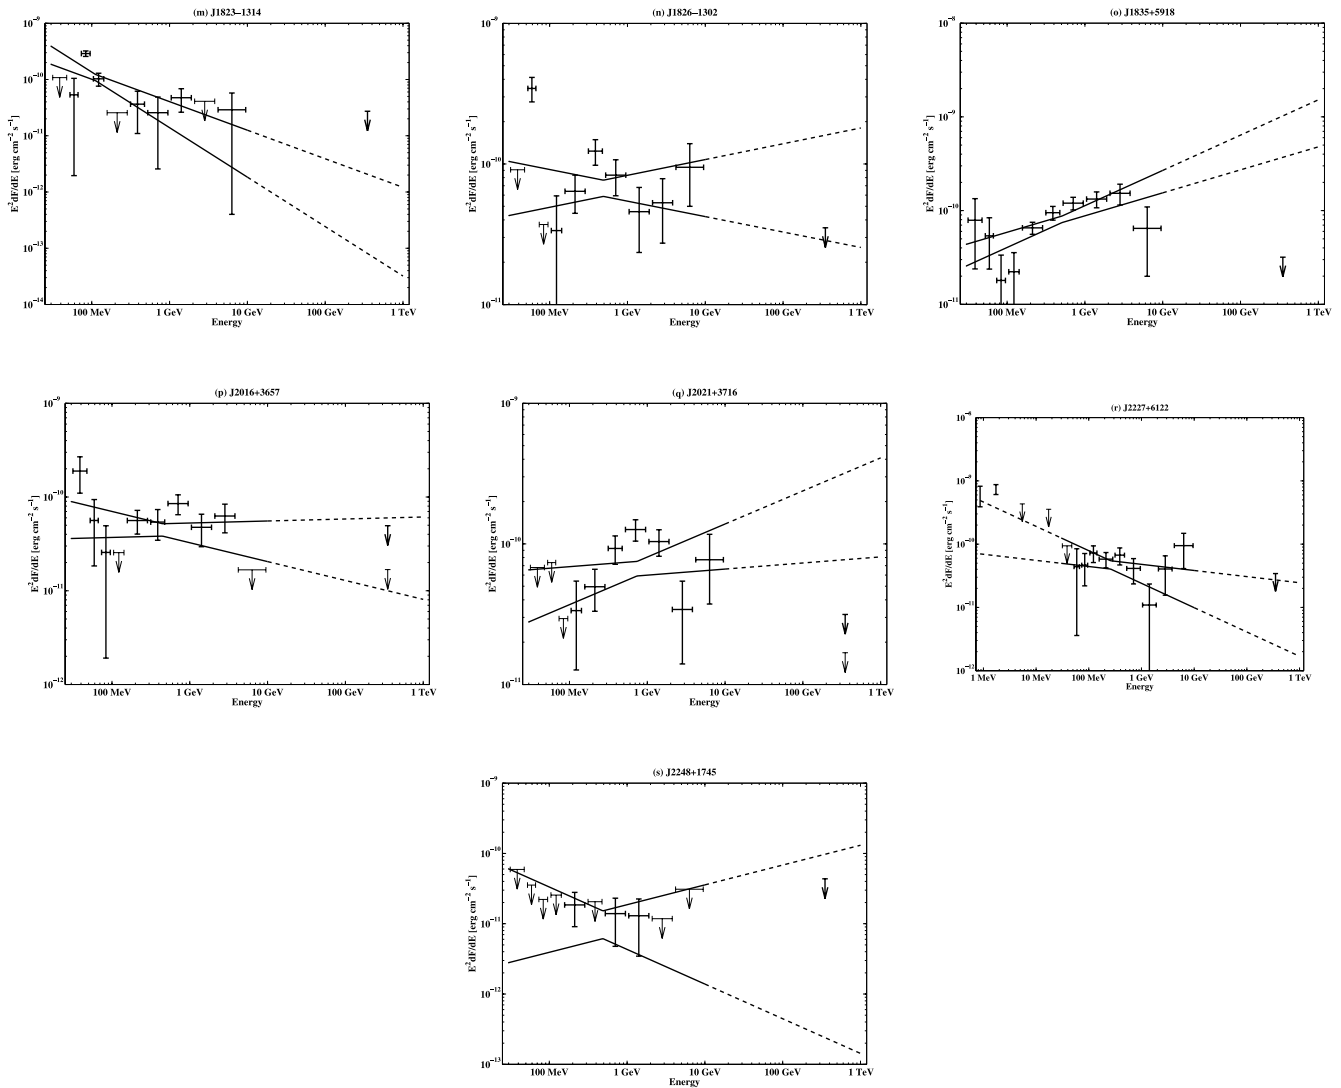 (m) J1823–1314
E²dF/dE [erg cm⁻² s⁻¹]
10⁻⁹
10⁻¹⁰
10⁻¹¹
10⁻¹²
10⁻¹³
10⁻¹⁴
100 MeV 1 GeV 10 GeV 100 GeV 1 TeV
Energy
(n) J1826–1302
E²dF/dE [erg cm⁻² s⁻¹]
10⁻⁹
10⁻¹⁰
10⁻¹¹
100 MeV 1 GeV 10 GeV 100 GeV 1 TeV
Energy
(o) J1835+5918
E²dF/dE [erg cm⁻² s⁻¹]
10⁻⁸
10⁻⁹
10⁻¹⁰
10⁻¹¹
100 MeV 1 GeV 10 GeV 100 GeV 1 TeV
Energy
(p) J2016+3657
E²dF/dE [erg cm⁻² s⁻¹]
10⁻⁹
10⁻¹⁰
10⁻¹¹
10⁻¹²
100 MeV 1 GeV 10 GeV 100 GeV 1 TeV
Energy
(q) J2021+3716
E²dF/dE [erg cm⁻² s⁻¹]
10⁻⁹
10⁻¹⁰
10⁻¹¹
100 MeV 1 GeV 10 GeV 100 GeV 1 TeV
Energy
(r) J2227+6122
E²dF/dE [erg cm⁻² s⁻¹]
10⁻⁸
10⁻⁹
10⁻¹⁰
10⁻¹¹
10⁻¹²
1 MeV 10 MeV 100 MeV 1 GeV 10 GeV 100 GeV 1 TeV
Energy
(s) J2248+1745
E²dF/dE [erg cm⁻² s⁻¹]
10⁻⁹
10⁻¹⁰
10⁻¹¹
10⁻¹²
10⁻¹³
100 MeV 1 GeV 10 GeV 100 GeV 1 TeV
Energy